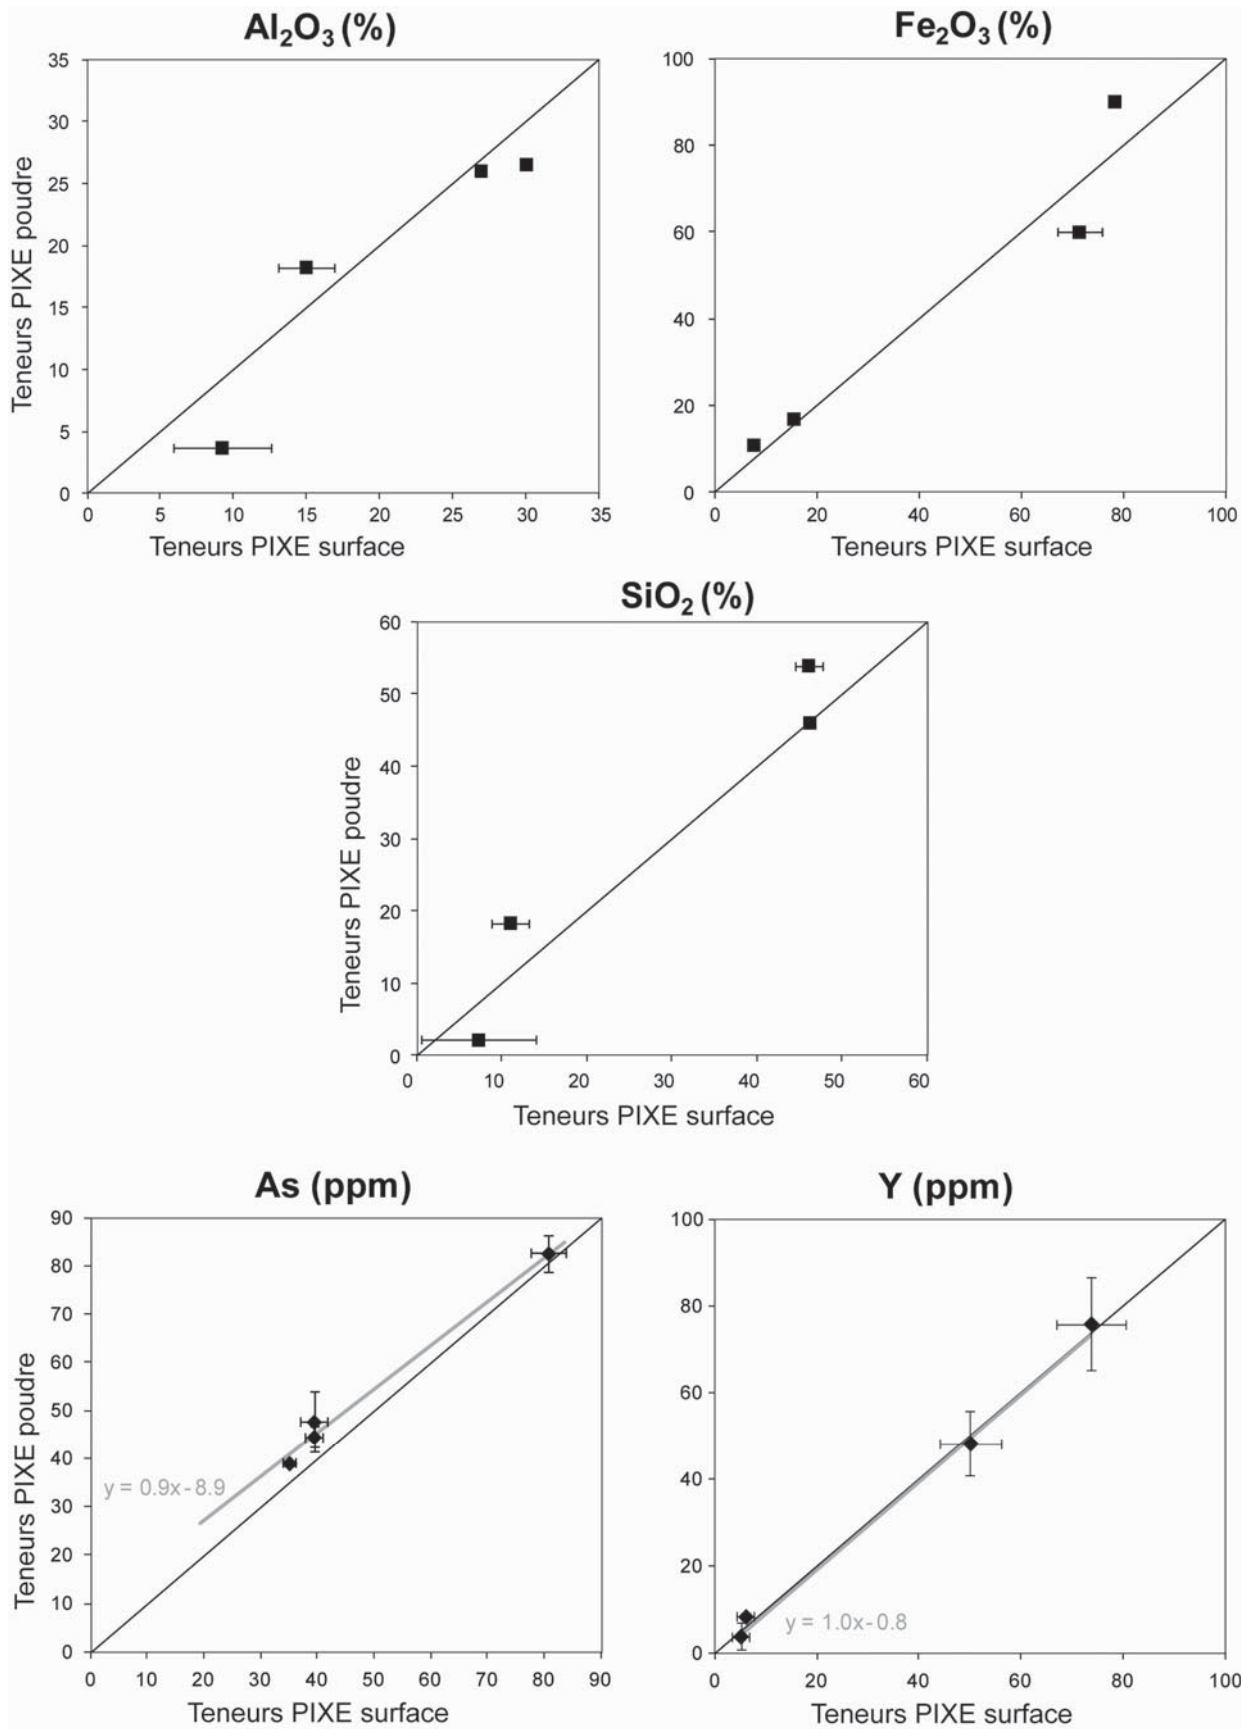 Al₂O₃ (%)
Teneurs PIXE poudre
35
30
25
20
15
10
5
0
0 5 10 15 20 25 30 35
Teneurs PIXE surface
Fe₂O₃ (%)
100
80
60
40
20
0
0 20 40 60 80 100
Teneurs PIXE surface
SiO₂ (%)
Teneurs PIXE poudre
60
50
40
30
20
10
0
0 10 20 30 40 50 60
Teneurs PIXE surface
As (ppm)
Teneurs PIXE poudre
90
80
70
60
50
40
30
20
10
0
y = 0.9x-8.9
0 10 20 30 40 50 60 70 80 90
Teneurs PIXE surface
Y (ppm)
100
80
60
40
20
0
y = 1.0x-0.8
0 20 40 60 80 100
Teneurs PIXE surface